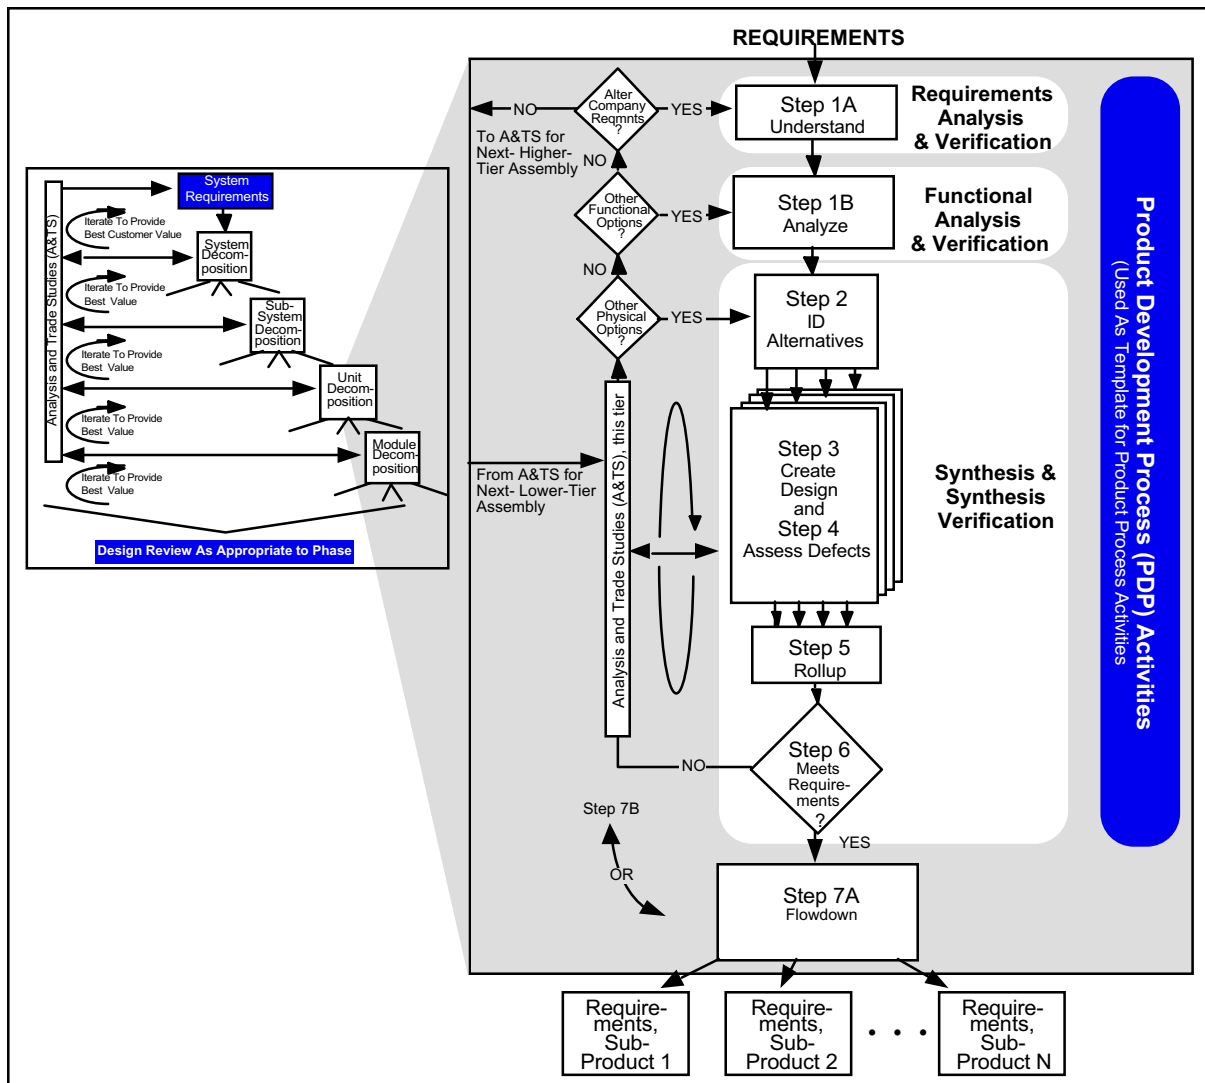 REQUIREMENTS
Alter
Company
Reqmnts
?
NO
YES
Step 1A
Understand
Requirements
Analysis
& Verification
To A&TS for
Next- Higher-
Tier Assembly
NO
Other
Functional
Options
?
YES
Step 1B
Analyze
Functional
Analysis
& Verification
NO
Other
Physical
Options
?
YES
Step 2
ID
Alternatives
Step 3
Create
Design
and
Step 4
Assess Defects
Synthesis &
Synthesis
Verification
From A&TS for
Next- Lower-Tier
Assembly
Analysis and Trade Studies (A&TS), this tier
Step 5
Rollup
Step 6
Meets
Require-
ments
?
NO
YES
Step 7B
OR
Step 7A
Flowdown
Require-
ments,
Sub-
Product 1
Require-
ments,
Sub-
Product 2
• • •
Require-
ments,
Sub-
Product N
Product Development Process (PDP) Activities
(Used As Template for Product Process Activities
System
Requirements
Analysis and Trade Studies (A&TS)
Iterate To Provide
Best Customer Value
System
Decom-
position
Iterate To Provide
Best Value
Sub-
System
Decom-
position
Iterate To Provide
Best Value
Unit
Decom-
position
Iterate To Provide
Best Value
Module
Decom-
position
Iterate To Provide
Best Value
Design Review As Appropriate to Phase